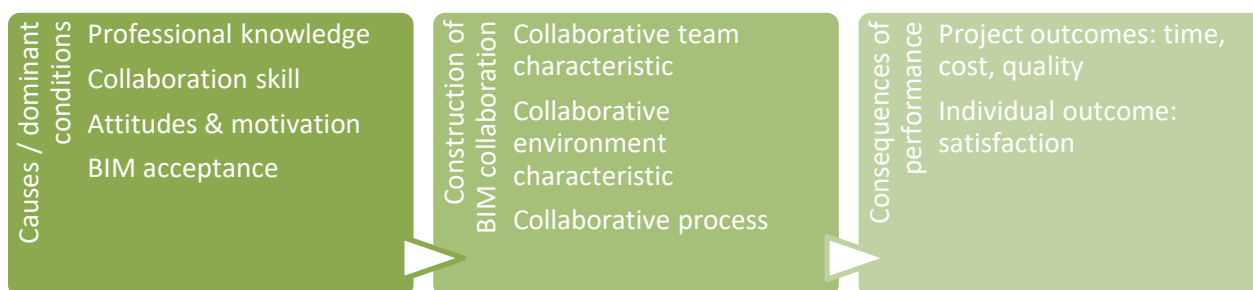 Causes / dominant
conditions
Professional knowledge
Collaboration skill
Attitudes & motivation
BIM acceptance
Construction of
BIM collaboration
Collaborative team
characteristic
Collaborative
environment
characteristic
Collaborative process
Consequences of
performance
Project outcomes: time,
cost, quality
Individual outcome:
satisfaction